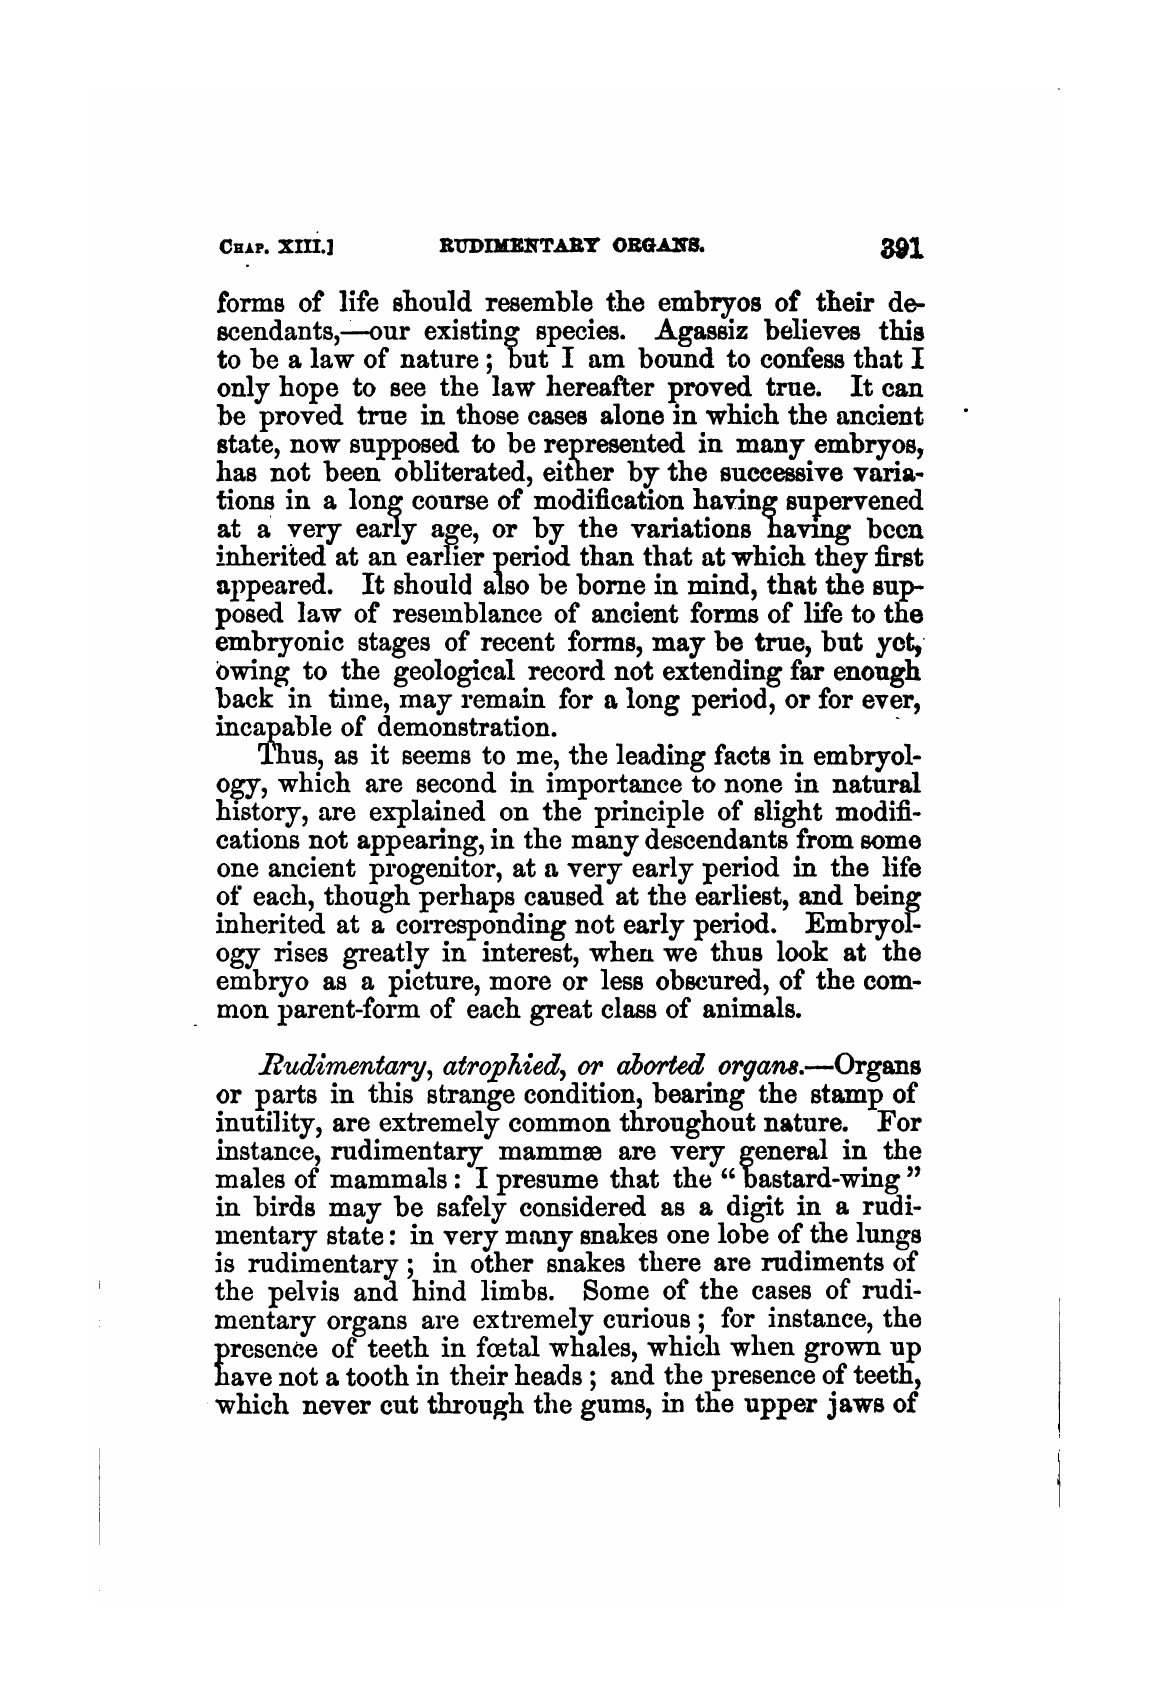 CHAP. XIII.] RUDIMENTARY ORGANS. 391
forms of life should resemble the embryos of their de-
scendants,—our existing species. Agassiz believes this
to be a law of nature; but I am bound to confess that I
only hope to see the law hereafter proved true. It can
be proved true in those cases alone in which the ancient
state, now supposed to be represented in many embryos,
has not been obliterated, either by the successive varia-
tions in a long course of modification having supervened
at a very early age, or by the variations having been
inherited at an earlier period than that at which they first
appeared. It should also be borne in mind, that the sup-
posed law of resemblance of ancient forms of life to the
embryonic stages of recent forms, may be true, but yet,
owing to the geological record not extending far enough
back in time, may remain for a long period, or for ever,
incapable of demonstration.
Thus, as it seems to me, the leading facts in embryol-
ogy, which are second in importance to none in natural
history, are explained on the principle of slight modifi-
cations not appearing, in the many descendants from some
one ancient progenitor, at a very early period in the life
of each, though perhaps caused at the earliest, and being
inherited at a corresponding not early period. Embryol-
ogy rises greatly in interest, when we thus look at the
embryo as a picture, more or less obscured, of the com-
mon parent-form of each great class of animals.
Rudimentary, atrophied, or aborted organs.—Organs
or parts in this strange condition, bearing the stamp of
inutility, are extremely common throughout nature. For
instance, rudimentary mammæ are very general in the
males of mammals: I presume that the “bastard-wing”
in birds may be safely considered as a digit in a rudi-
mentary state: in very many snakes one lobe of the lungs
is rudimentary; in other snakes there are rudiments of
the pelvis and hind limbs. Some of the cases of rudi-
mentary organs are extremely curious; for instance, the
presence of teeth in fœtal whales, which when grown up
have not a tooth in their heads; and the presence of teeth,
which never cut through the gums, in the upper jaws of